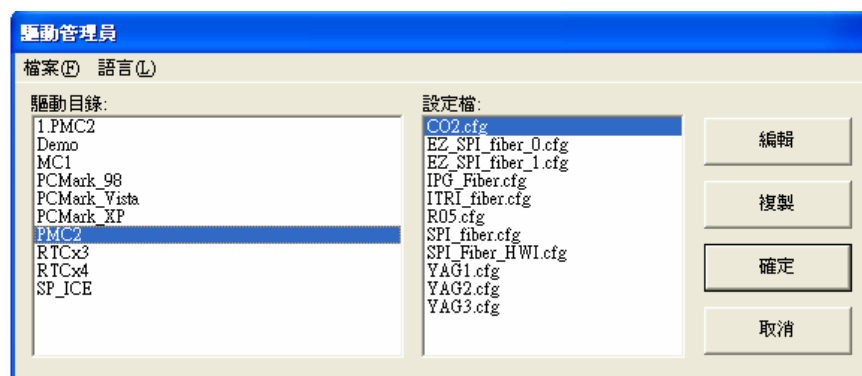 驅動管理員
檔案(F) 語言(L)
驅動目錄:
1.PMC2
Demo
MC1
PCMark_98
PCMark_Vista
PCMark_XP
PMC2
RTCx3
RTCx4
SP_ICE
設定檔:
CO2.cfg
EZ_SPI_fiber_0.cfg
EZ_SPI_fiber_1.cfg
IPG_Fiber.cfg
ITRI_fiber.cfg
R05.cfg
SPI_fiber.cfg
SPI_Fiber_HWI.cfg
YAG1.cfg
YAG2.cfg
YAG3.cfg
編輯
複製
確定
取消